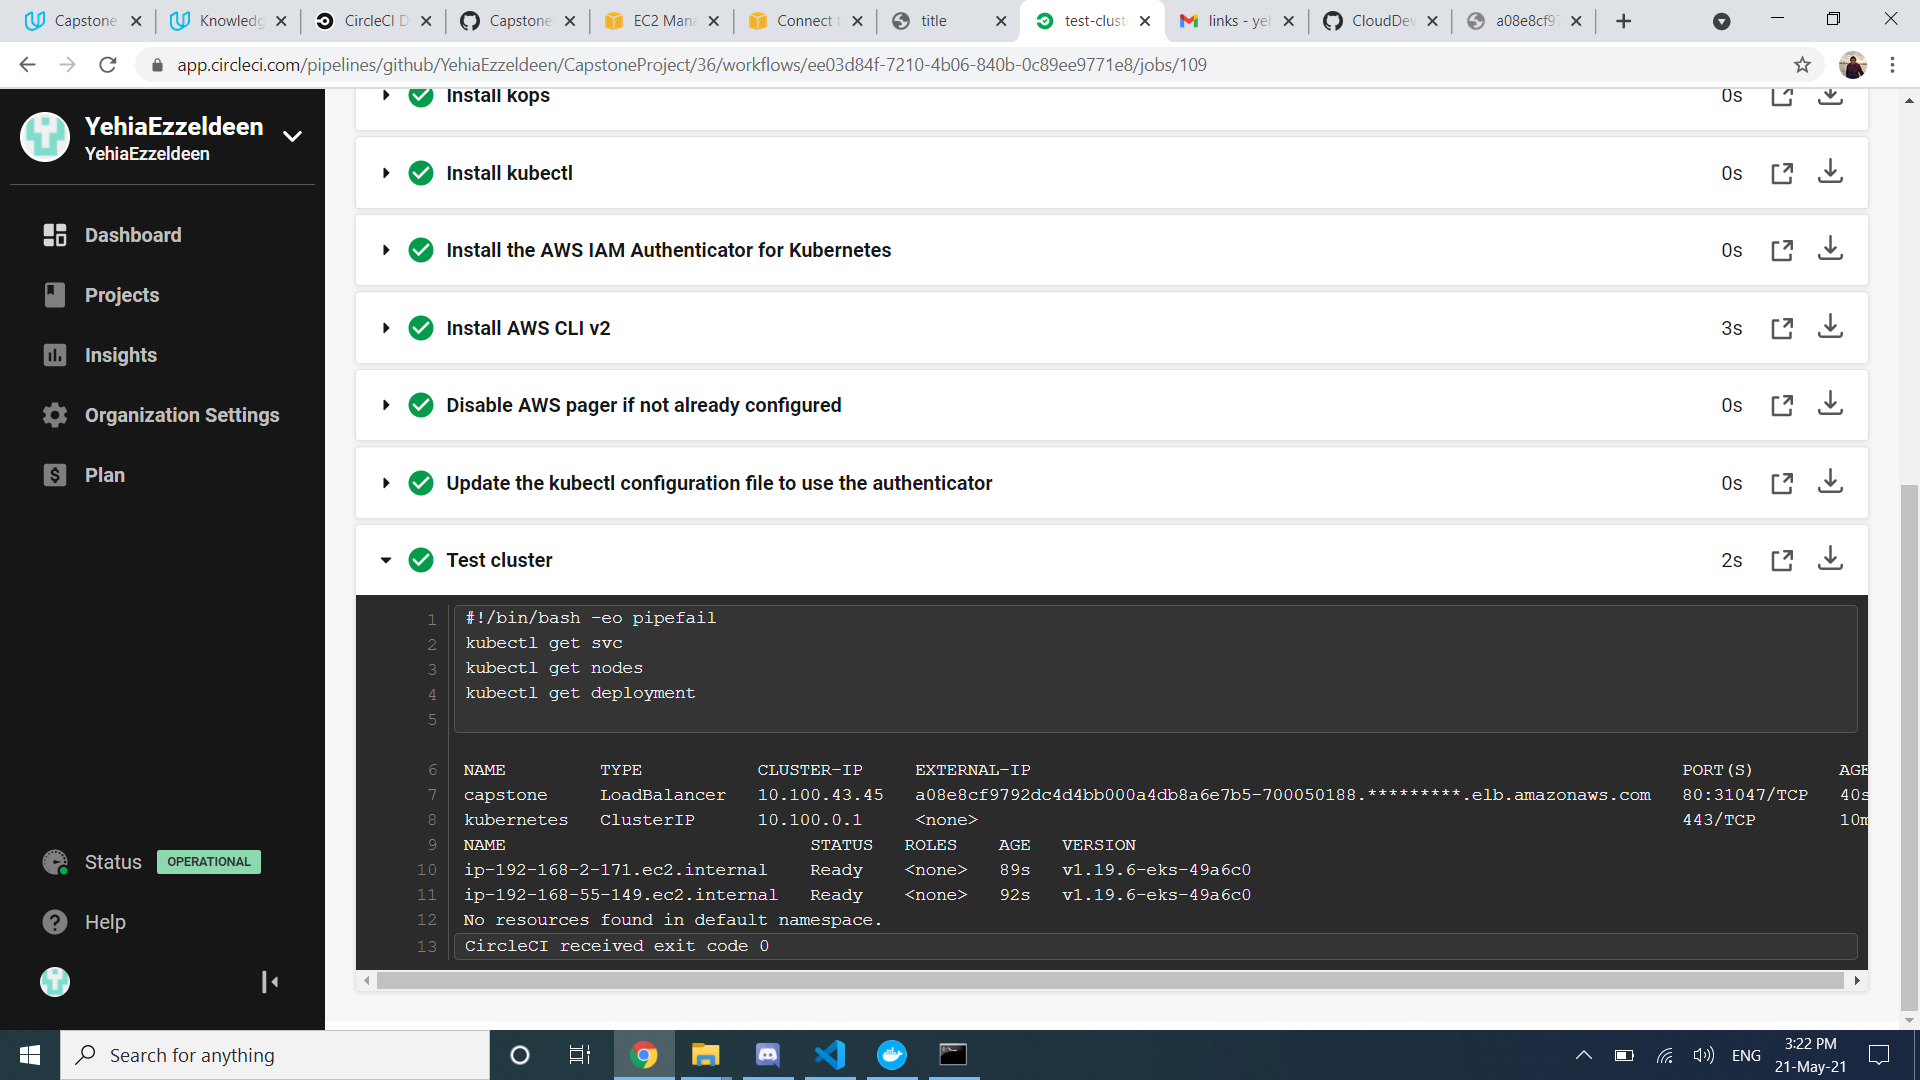 Capstone
Knowledg
CircleCI D
Capstone
EC2 Mana
Connect t
title
test-clust
links - yeh
CloudDev
a08e8cf97
app.circleci.com/pipelines/github/YehiaEzzeldeen/CapstoneProject/36/workflows/ee03d84f-7210-4b06-840b-0c89ee9771e8/jobs/109
YehiaEzzeldeen
YehiaEzzeldeen
Dashboard
Projects
Insights
Organization Settings
Plan
Status OPERATIONAL
Help
Install kops 0s
Install kubectl 0s
Install the AWS IAM Authenticator for Kubernetes 0s
Install AWS CLI v2 3s
Disable AWS pager if not already configured 0s
Update the kubectl configuration file to use the authenticator 0s
Test cluster 2s
1 #!/bin/bash -eo pipefail
2 kubectl get svc
3 kubectl get nodes
4 kubectl get deployment
5
6 NAME TYPE CLUSTER-IP EXTERNAL-IP PORT(S) AGE
7 capstone LoadBalancer 10.100.43.45 a08e8cf9792dc4d4bb000a4db8a6e7b5-700050188.*********.elb.amazonaws.com 80:31047/TCP 40s
8 kubernetes ClusterIP 10.100.0.1 <none> 443/TCP 10m
9 NAME STATUS ROLES AGE VERSION
10 ip-192-168-2-171.ec2.internal Ready <none> 89s v1.19.6-eks-49a6c0
11 ip-192-168-55-149.ec2.internal Ready <none> 92s v1.19.6-eks-49a6c0
12 No resources found in default namespace.
13 CircleCI received exit code 0
Search for anything
ENG
3:22 PM
21-May-21